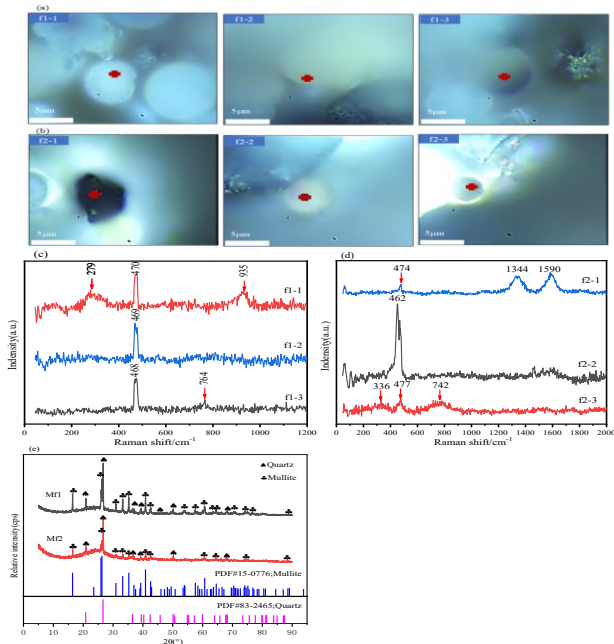 (a)
f1-1
f1-2
f1-3
5μm
5μm
5μm
(b)
f2-1
f2-2
f2-3
5μm
5μm
5μm
(c)
279
470
935
f1-1
469
f1-2
468
764
f1-3
Indensity(a.u.)
0 200 400 600 800 1000 1200
Raman shift/cm⁻¹
(d)
474
1344
1590
f2-1
462
f2-2
336
477
742
f2-3
Indensity(a.u.)
0 200 400 600 800 1000 1200 1400 1600 1800 2000
Raman shift/cm⁻¹
(e)
Quartz
Mullite
Mf1
Mf2
PDF#15-0776;Mullite
PDF#83-2465;Quartz
Relative intensity(cps)
0 10 20 30 40 50 60 70 80 90
2θ(°)